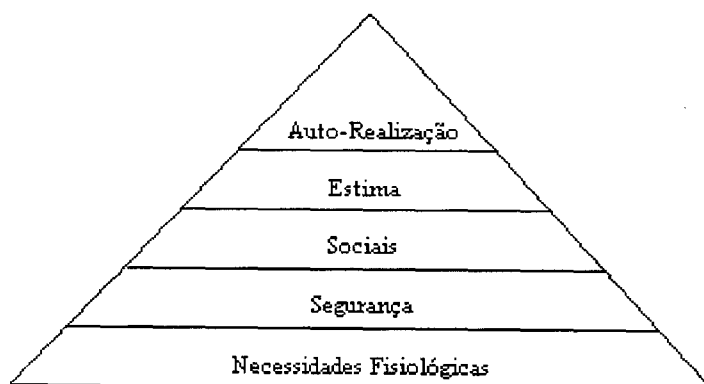 Auto-Realização
Estima
Sociais
Segurança
Necessidades Fisiológicas